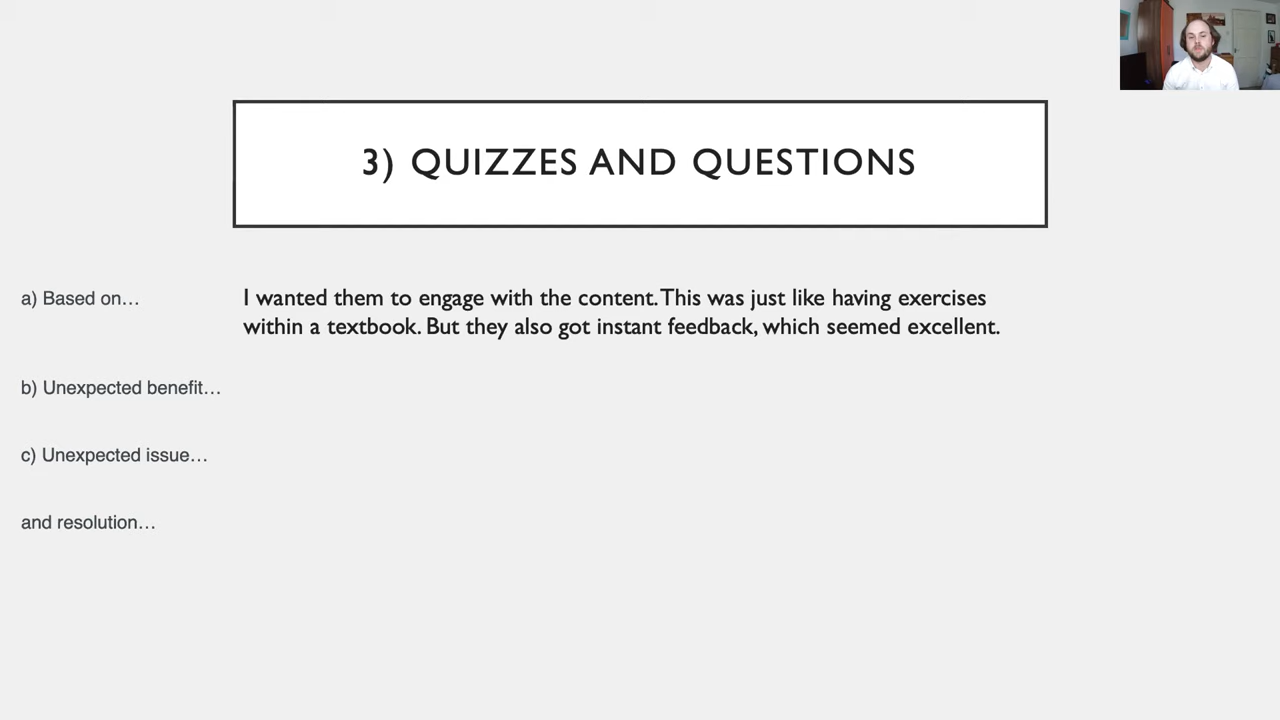 3) QUIZZES AND QUESTIONS
a) Based on…
I wanted them to engage with the content. This was just like having exercises
within a textbook. But they also got instant feedback, which seemed excellent.
b) Unexpected benefit…
c) Unexpected issue…
and resolution…